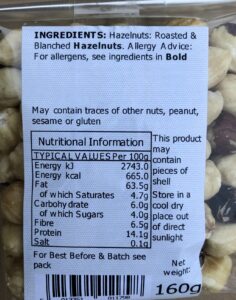 INGREDIENTS: Hazelnuts: Roasted &
Blanched Hazelnuts. Allergy Advice:
For allergens, see ingredients in Bold
May contain traces of other nuts, peanut,
sesame or gluten
Nutritional Information
TYPICAL VALUES Per 100g
Energy kJ 2743.0
Energy kcal 665.0
Fat 63.5g
of which Saturates 4.7g
Carbohydrate 6.0g
of which Sugars 4.0g
Fibre 6.5g
Protein 14.1g
Salt 0.1g
This product
may
contain
pieces of
shell
Store in a
cool dry
place out
of direct
sunlight
For Best Before & Batch see
pack
Net
weight:
160g